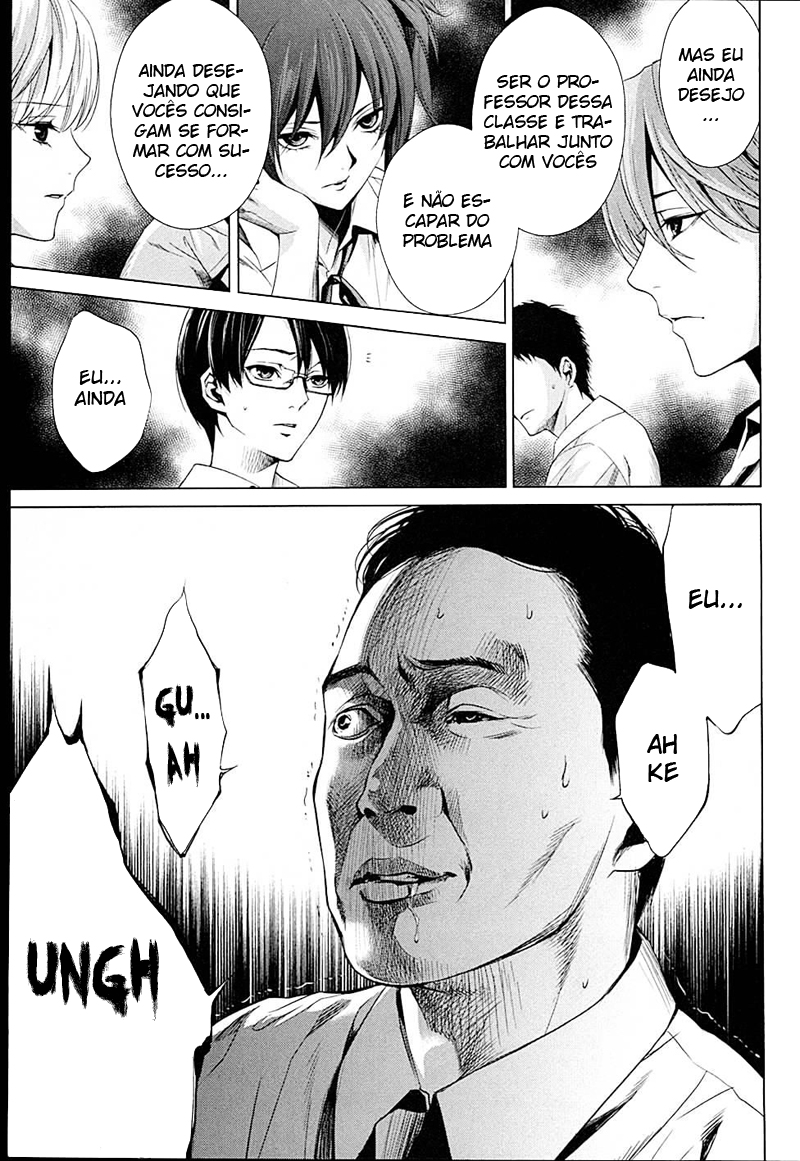 MAS EU
AINDA
DESEJO
...
SER O PRO-
FESSOR DESSA
CLASSE E TRA-
BALHAR JUNTO
COM VOCÊS
E NÃO ES-
CAPAR DO
PROBLEMA
AINDA DESE-
JANDO QUE
VOCÊS CONSI-
GAM SE FOR-
MAR COM SU-
CESSO...
EU...
AINDA
EU...
AH
KE
GU...
AH
UNGH